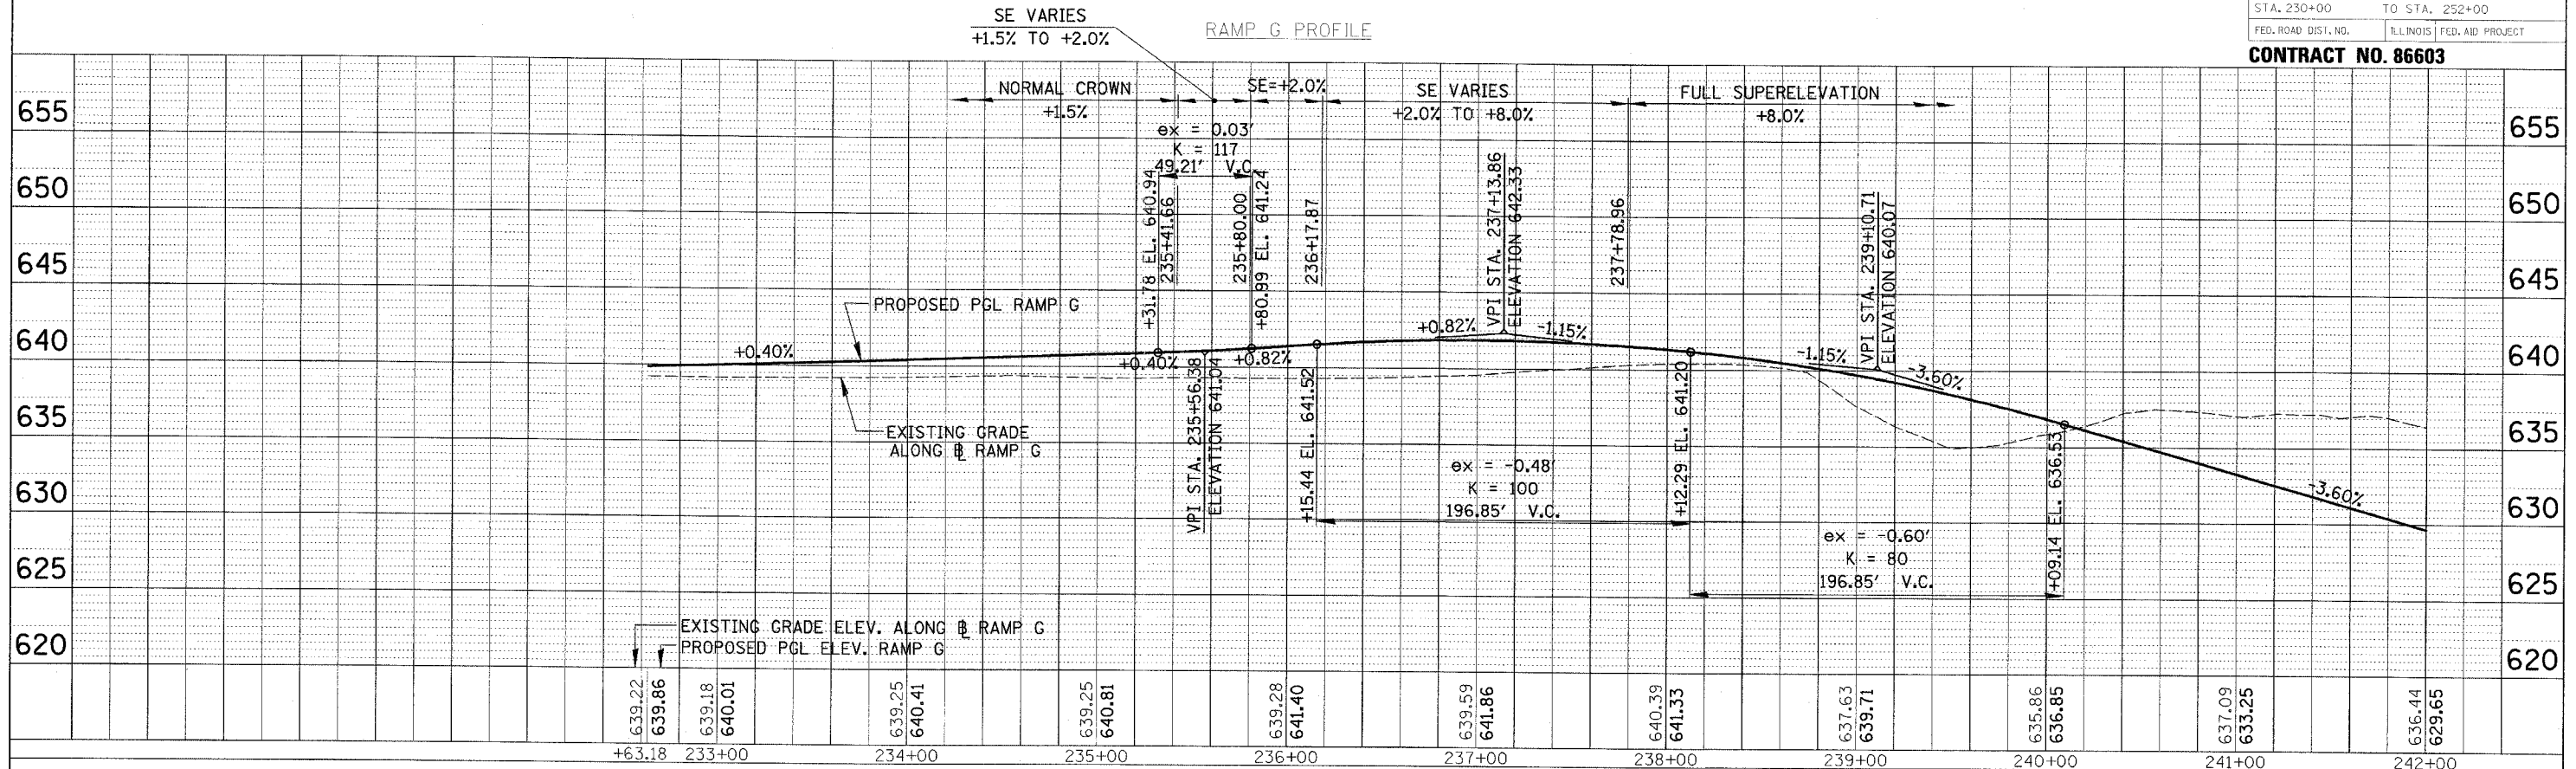 SE VARIES
+1.5% TO +2.0%
RAMP G PROFILE
STA. 230+00 TO STA. 252+00
FED. ROAD DIST. NO. ILLINOIS FED. AID PROJECT
CONTRACT NO. 86603
NORMAL CROWN
+1.5%
SE=+2.0%
SE VARIES
+2.0% TO +8.0%
FULL SUPERELEVATION
+8.0%
655
650
645
640
635
630
625
620
655
650
645
640
635
630
625
620
ex = 0.03'
K = 117
49.21' V.C.
+31.78 EL. 640.94
235+41.66
235+80.00
+80.99 EL. 641.24
236+17.87
VPI STA. 237+13.86
ELEVATION 642.33
237+78.96
VPI STA. 239+10.71
ELEVATION 640.07
PROPOSED PGL RAMP G
+0.40%
+0.40%
+0.82%
+0.82%
-1.15%
-1.15%
-3.60%
-3.60%
VPI STA. 235+56.38
ELEVATION 641.04
+15.44 EL. 641.52
+12.29 EL. 641.20
+09.14 EL. 636.53
EXISTING GRADE
ALONG ℄ RAMP G
ex = -0.48'
K = 100
196.85' V.C.
ex = -0.60'
K = 80
196.85' V.C.
EXISTING GRADE ELEV. ALONG ℄ RAMP G
PROPOSED PGL ELEV. RAMP G
639.22
639.86
639.18
640.01
639.25
640.41
639.25
640.81
639.28
641.40
639.59
641.86
640.39
641.33
637.63
639.71
635.86
636.85
637.09
633.25
636.44
629.65
+63.18 233+00 234+00 235+00 236+00 237+00 238+00 239+00 240+00 241+00 242+00